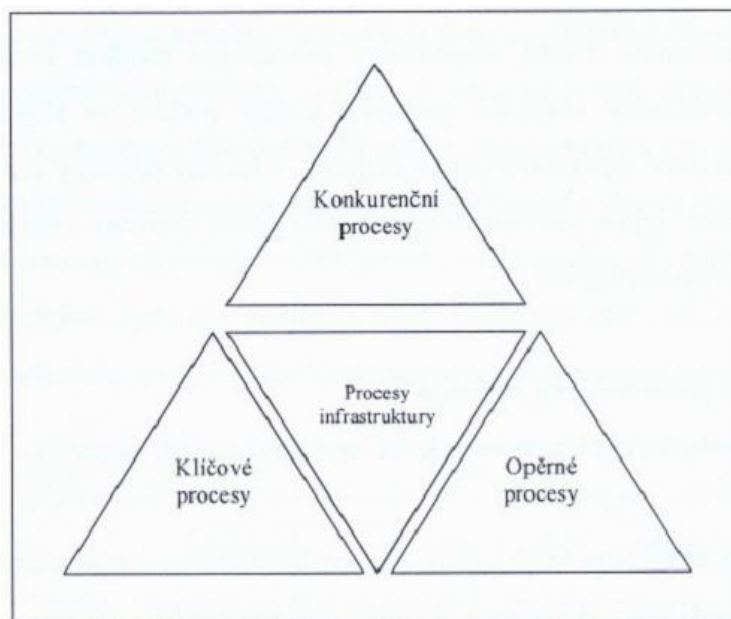 Konkurenční
procesy
Procesy
infrastruktury
Klíčové
procesy
Opěrné
procesy